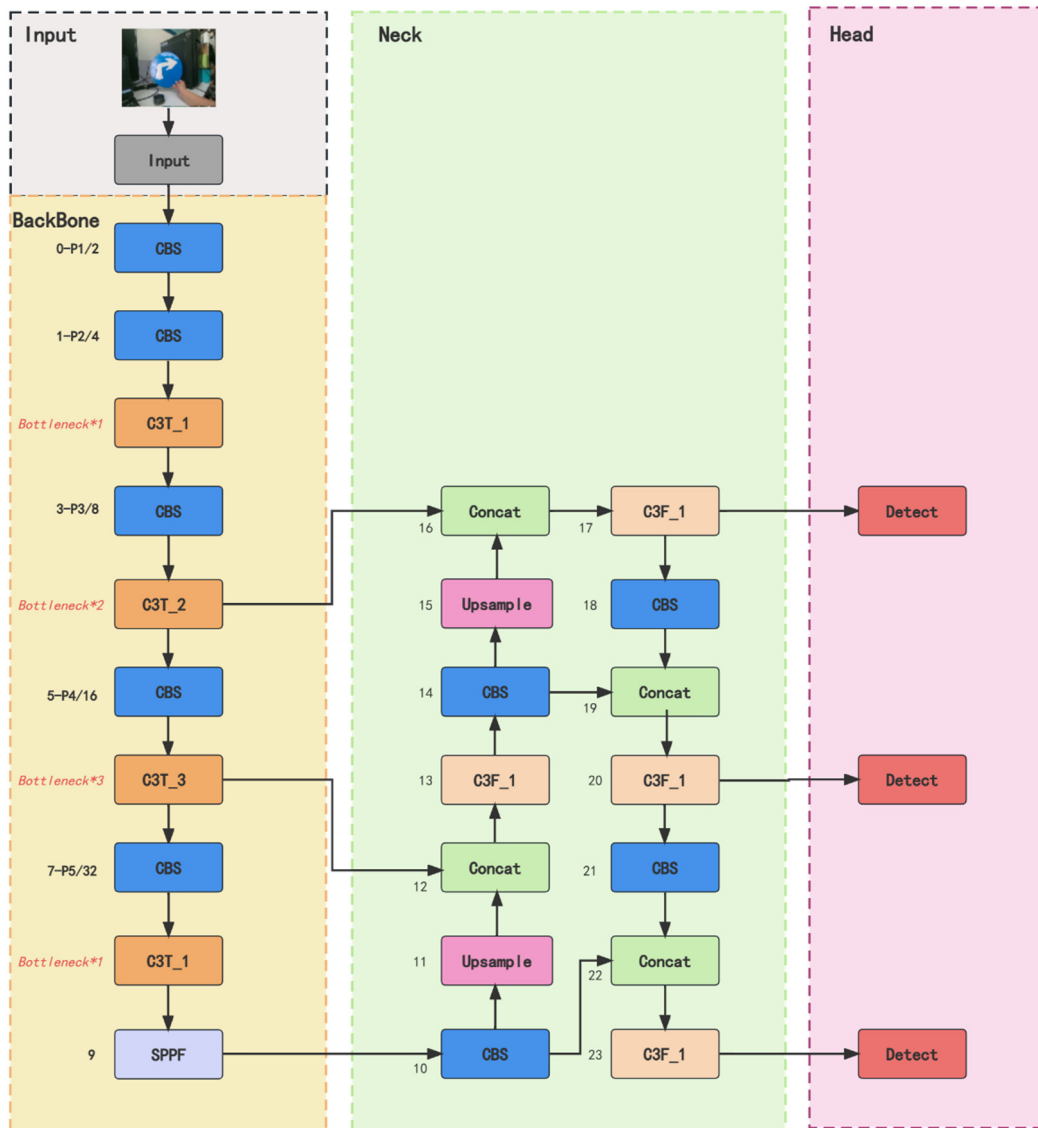 Input
Input
BackBone
0-P1/2
CBS
1-P2/4
CBS
Bottleneck*1
C3T_1
3-P3/8
CBS
Bottleneck*2
C3T_2
5-P4/16
CBS
Bottleneck*3
C3T_3
7-P5/32
CBS
Bottleneck*1
C3T_1
9
SPPF
Neck
Concat
16
17
C3F_1
15
Upsample
18
CBS
14
CBS
19
Concat
13
C3F_1
20
C3F_1
12
Concat
21
CBS
11
Upsample
22
Concat
10
CBS
23
C3F_1
Head
Detect
Detect
Detect